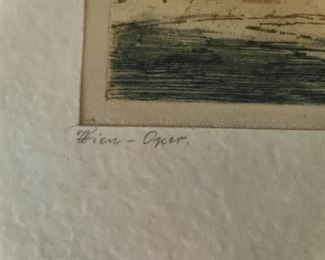 Wien - Oper.